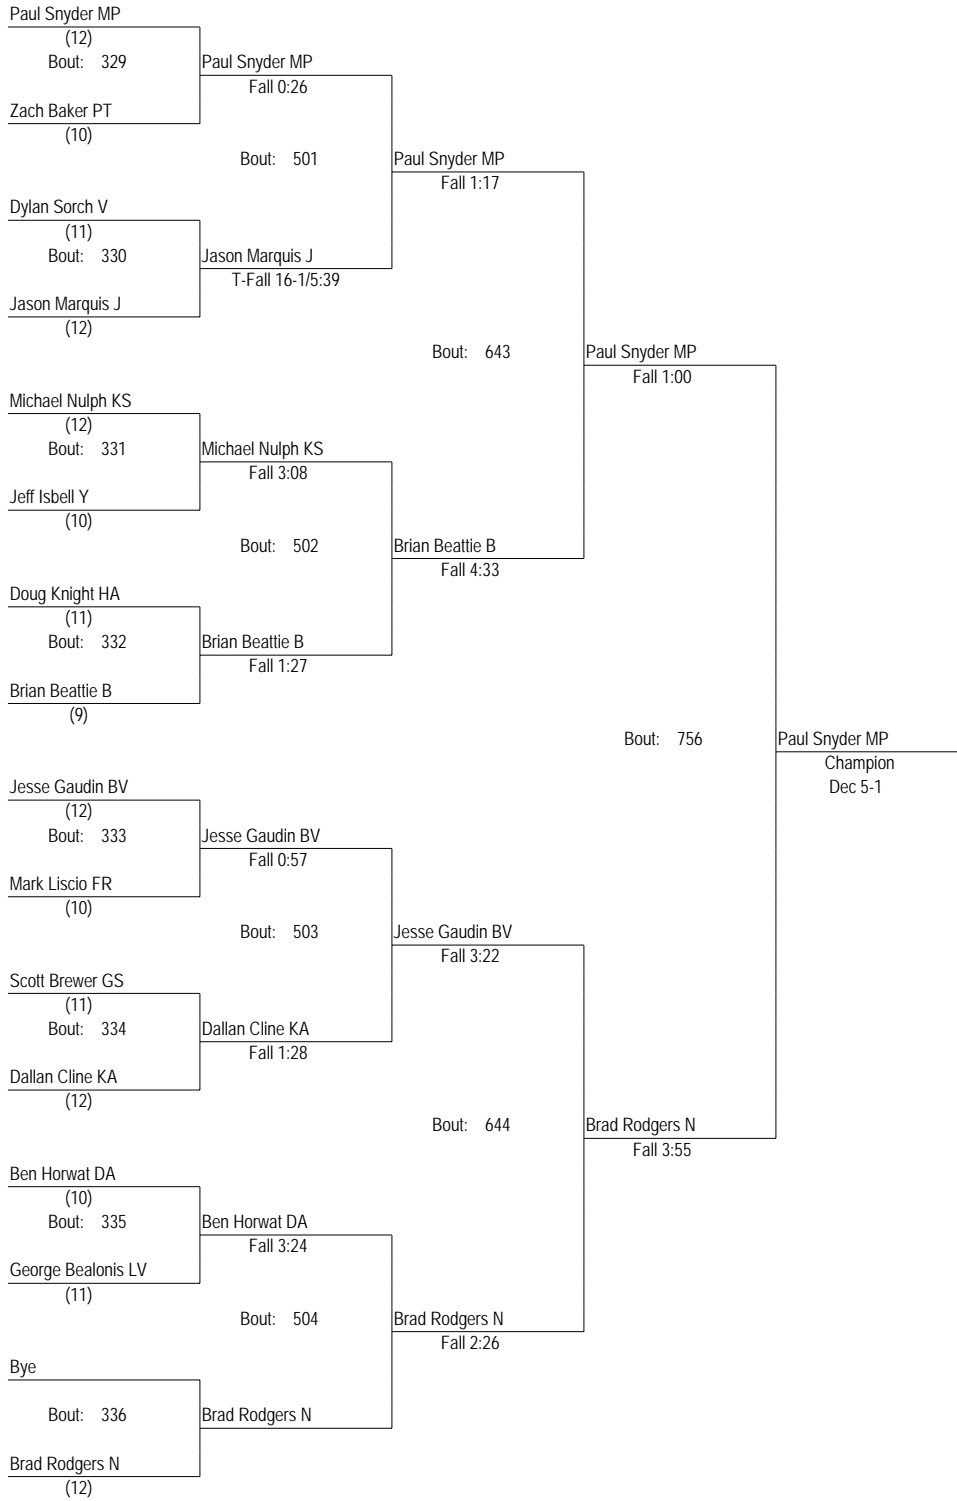 Paul Snyder MP
(12)
Bout: 329
Paul Snyder MP
Fall 0:26
Zach Baker PT
(10)
Bout: 501
Paul Snyder MP
Fall 1:17
Dylan Sorch V
(11)
Bout: 330
Jason Marquis J
T-Fall 16-1/5:39
Jason Marquis J
(12)
Bout: 643
Paul Snyder MP
Fall 1:00
Michael Nulph KS
(12)
Bout: 331
Michael Nulph KS
Fall 3:08
Jeff Isbell Y
(10)
Bout: 502
Brian Beattie B
Fall 4:33
Doug Knight HA
(11)
Bout: 332
Brian Beattie B
Fall 1:27
Brian Beattie B
(9)
Bout: 756
Paul Snyder MP
Champion
Dec 5-1
Jesse Gaudin BV
(12)
Bout: 333
Jesse Gaudin BV
Fall 0:57
Mark Liscio FR
(10)
Bout: 503
Jesse Gaudin BV
Fall 3:22
Scott Brewer GS
(11)
Bout: 334
Dallan Cline KA
Fall 1:28
Dallan Cline KA
(12)
Bout: 644
Brad Rodgers N
Fall 3:55
Ben Horwat DA
(10)
Bout: 335
Ben Horwat DA
Fall 3:24
George Bealonis LV
(11)
Bout: 504
Brad Rodgers N
Fall 2:26
Bye
Bout: 336
Brad Rodgers N
Brad Rodgers N
(12)